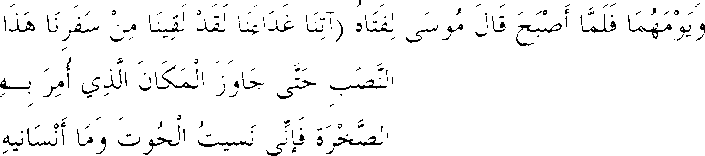 وَيَوْمَهُمَا فَلَمَّا أَصْبَحَ قَالَ مُوسَى لِفَتَاهُ (آتِنَا غَدَاءَنَا لَقَدْ لَقِينَا مِنْ سَفَرِنَا هَذَا
النَّصَبِ حَتَّى جَاوَزَ الْمَكَانَ الَّذِي أُمِرَ بِهِ
الصَّخْرَةِ فَإِنِّى نَسِيتُ الْحُوتَ وَمَا أَنْسَانِيهِ